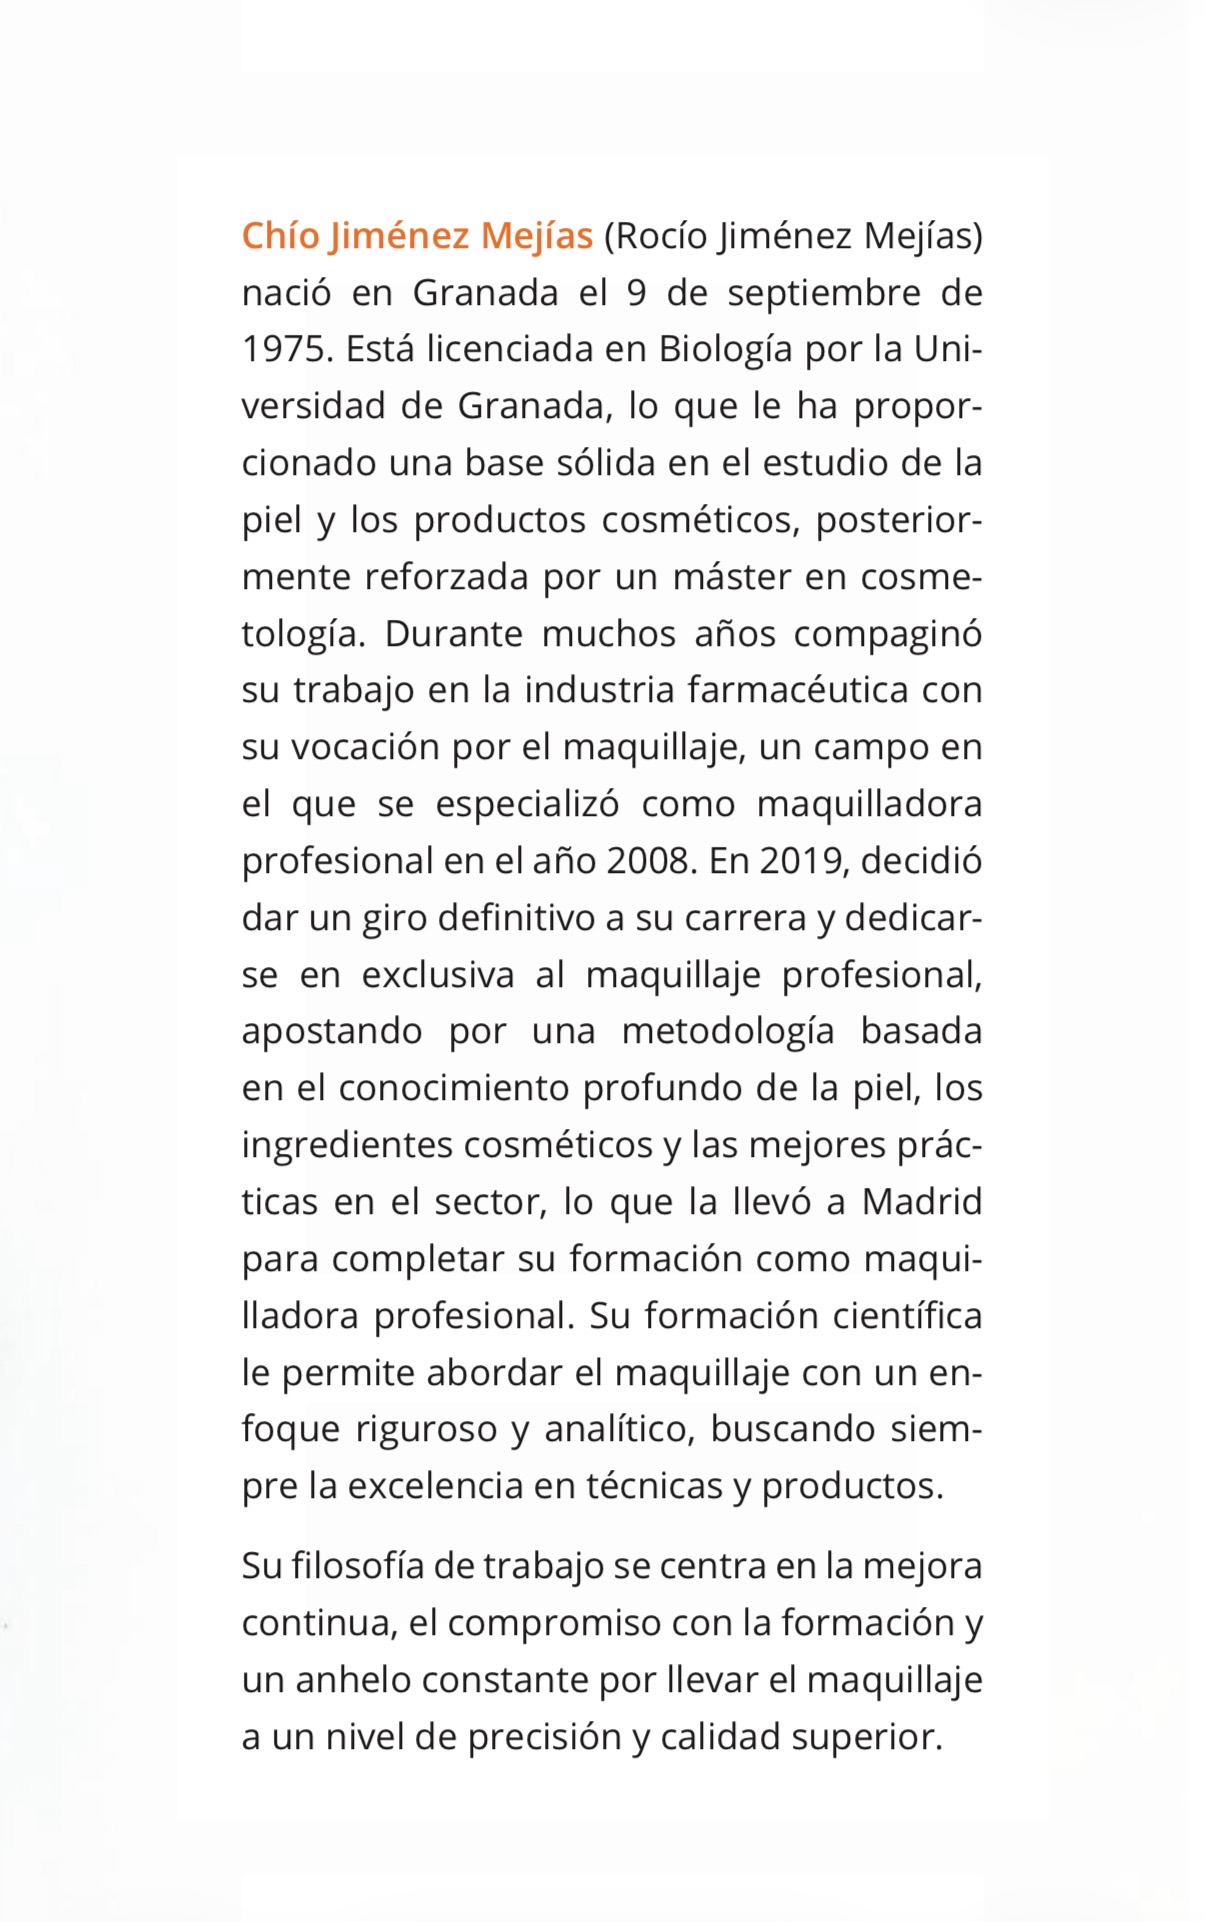 Chío Jiménez Mejías (Rocío Jiménez Mejías)
nació en Granada el 9 de septiembre de
1975. Está licenciada en Biología por la Uni-
versidad de Granada, lo que le ha propor-
cionado una base sólida en el estudio de la
piel y los productos cosméticos, posterior-
mente reforzada por un máster en cosme-
tología. Durante muchos años compaginó
su trabajo en la industria farmacéutica con
su vocación por el maquillaje, un campo en
el que se especializó como maquilladora
profesional en el año 2008. En 2019, decidió
dar un giro definitivo a su carrera y dedicar-
se en exclusiva al maquillaje profesional,
apostando por una metodología basada
en el conocimiento profundo de la piel, los
ingredientes cosméticos y las mejores prác-
ticas en el sector, lo que la llevó a Madrid
para completar su formación como maqui-
lladora profesional. Su formación científica
le permite abordar el maquillaje con un en-
foque riguroso y analítico, buscando siem-
pre la excelencia en técnicas y productos.
Su filosofía de trabajo se centra en la mejora
continua, el compromiso con la formación y
un anhelo constante por llevar el maquillaje
a un nivel de precisión y calidad superior.